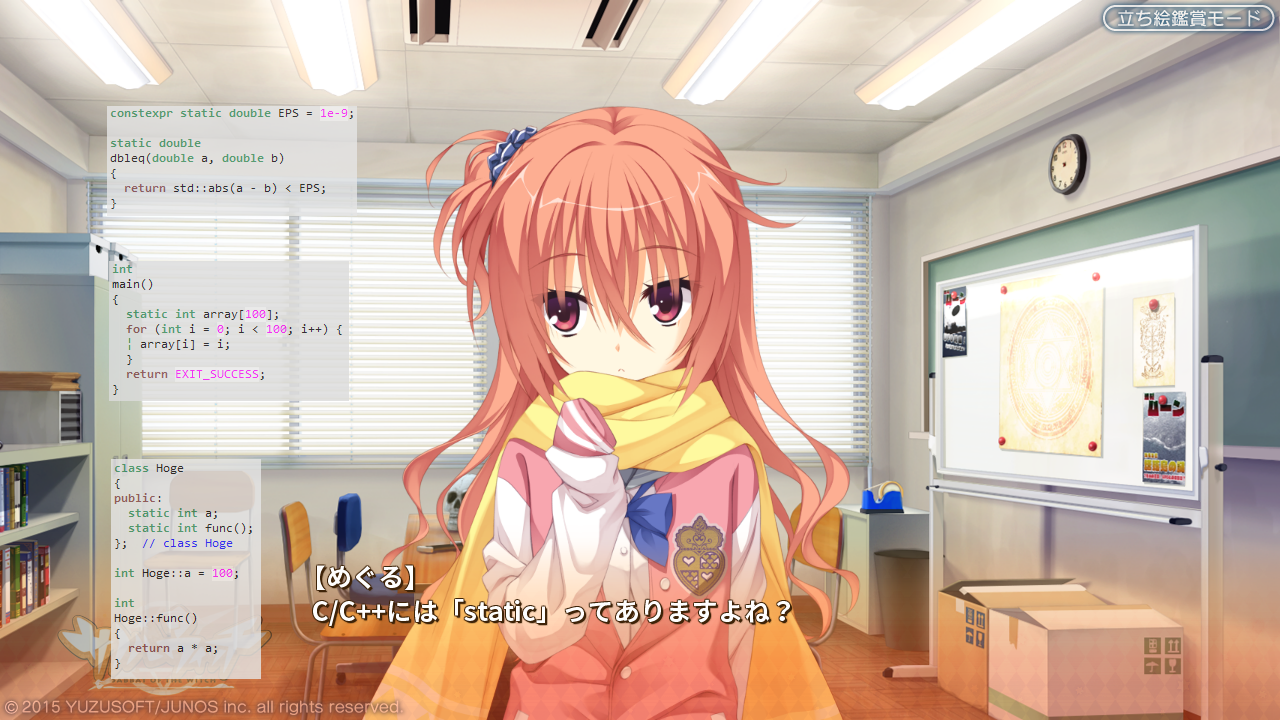 立ち絵鑑賞モード
constexpr static double EPS = 1e-9;
static double
dbleq(double a, double b)
{
  return std::abs(a - b) < EPS;
}
int
main()
{
  static int array[100];
  for (int i = 0; i < 100; i++) {
  ¦ array[i] = i;
  }
  return EXIT_SUCCESS;
}
class Hoge
{
public:
  static int a;
  static int func();
};  // class Hoge
int Hoge::a = 100;
int
Hoge::func()
{
  return a * a;
}
【めぐる】
C/C++には「static」ってありますよね？
© 2015 YUZUSOFT/JUNOS inc. all rights reserved.